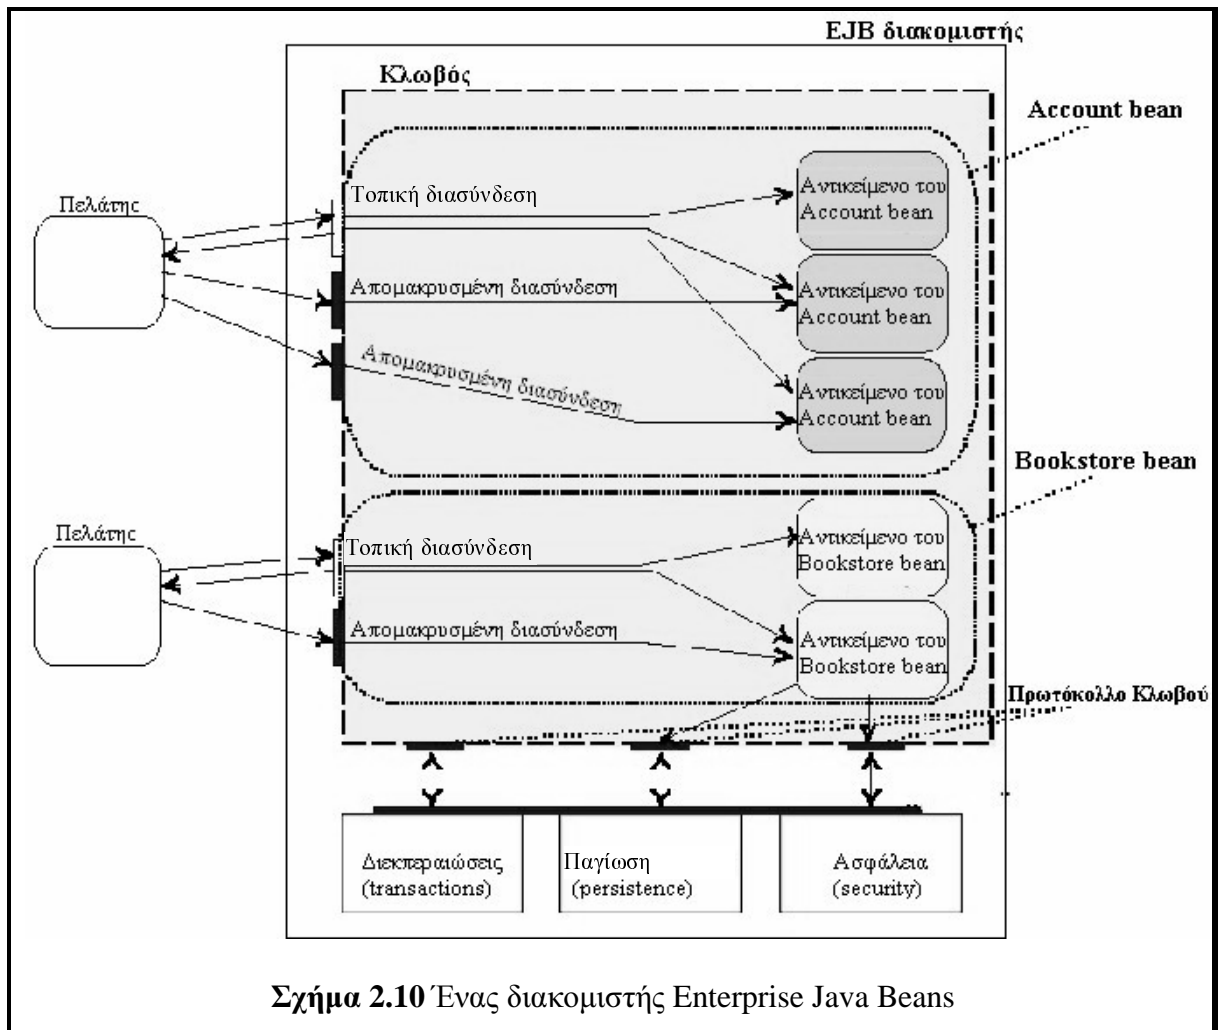 EJB διακομιστής
Κλωβός
Account bean
Πελάτης
Τοπική διασύνδεση
Αντικείμενο του
Account bean
Απομακρυσμένη διασύνδεση
Αντικείμενο του
Account bean
Απομακρυσμένη διασύνδεση
Αντικείμενο του
Account bean
Bookstore bean
Πελάτης
Τοπική διασύνδεση
Αντικείμενο του
Bookstore bean
Απομακρυσμένη διασύνδεση
Αντικείμενο του
Bookstore bean
Πρωτόκολλο Κλωβού
Διεκπεραιώσεις
(transactions)
Παγίωση
(persistence)
Ασφάλεια
(security)
Σχήμα 2.10 Ένας διακομιστής Enterprise Java Beans